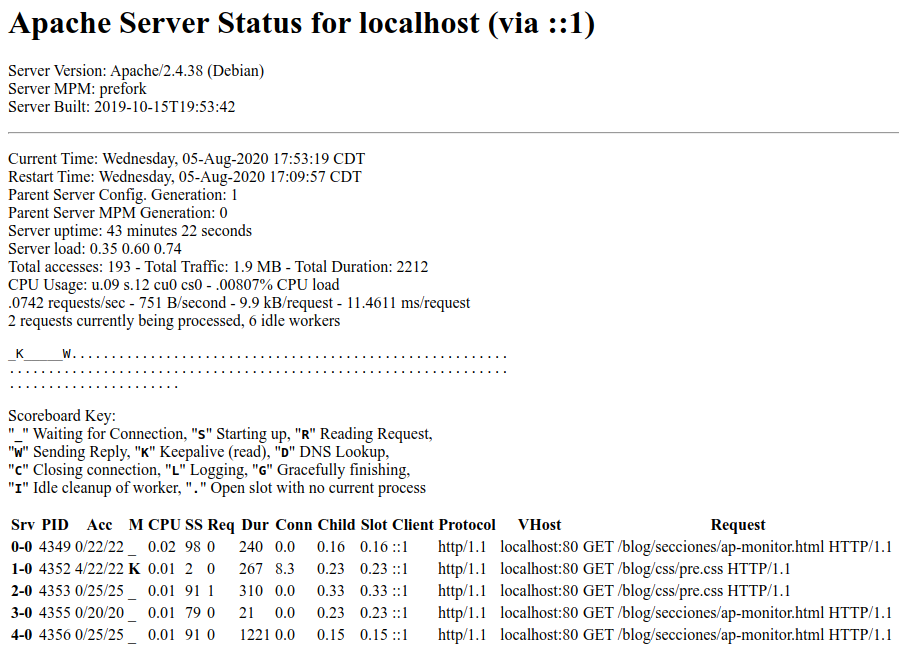 Apache Server Status for localhost (via ::1)
Server Version: Apache/2.4.38 (Debian)
Server MPM: prefork
Server Built: 2019-10-15T19:53:42
Current Time: Wednesday, 05-Aug-2020 17:53:19 CDT
Restart Time: Wednesday, 05-Aug-2020 17:09:57 CDT
Parent Server Config. Generation: 1
Parent Server MPM Generation: 0
Server uptime: 43 minutes 22 seconds
Server load: 0.35 0.60 0.74
Total accesses: 193 - Total Traffic: 1.9 MB - Total Duration: 2212
CPU Usage: u.09 s.12 cu0 cs0 - .00807% CPU load
.0742 requests/sec - 751 B/second - 9.9 kB/request - 11.4611 ms/request
2 requests currently being processed, 6 idle workers
_K_____W........................................................
................................................................
......................
Scoreboard Key:
"_" Waiting for Connection, "S" Starting up, "R" Reading Request,
"W" Sending Reply, "K" Keepalive (read), "D" DNS Lookup,
"C" Closing connection, "L" Logging, "G" Gracefully finishing,
"I" Idle cleanup of worker, "." Open slot with no current process
Srv PID Acc M CPU SS Req Dur Conn Child Slot Client Protocol VHost Request
0-0 4349 0/22/22 _ 0.02 98 0 240 0.0 0.16 0.16 ::1 http/1.1 localhost:80 GET /blog/secciones/ap-monitor.html HTTP/1.1
1-0 4352 4/22/22 K 0.01 2 0 267 8.3 0.23 0.23 ::1 http/1.1 localhost:80 GET /blog/css/pre.css HTTP/1.1
2-0 4353 0/25/25 _ 0.01 91 1 310 0.0 0.33 0.33 ::1 http/1.1 localhost:80 GET /blog/css/pre.css HTTP/1.1
3-0 4355 0/20/20 _ 0.01 79 0 21 0.0 0.23 0.23 ::1 http/1.1 localhost:80 GET /blog/secciones/ap-monitor.html HTTP/1.1
4-0 4356 0/25/25 _ 0.01 91 0 1221 0.0 0.15 0.15 ::1 http/1.1 localhost:80 GET /blog/secciones/ap-monitor.html HTTP/1.1